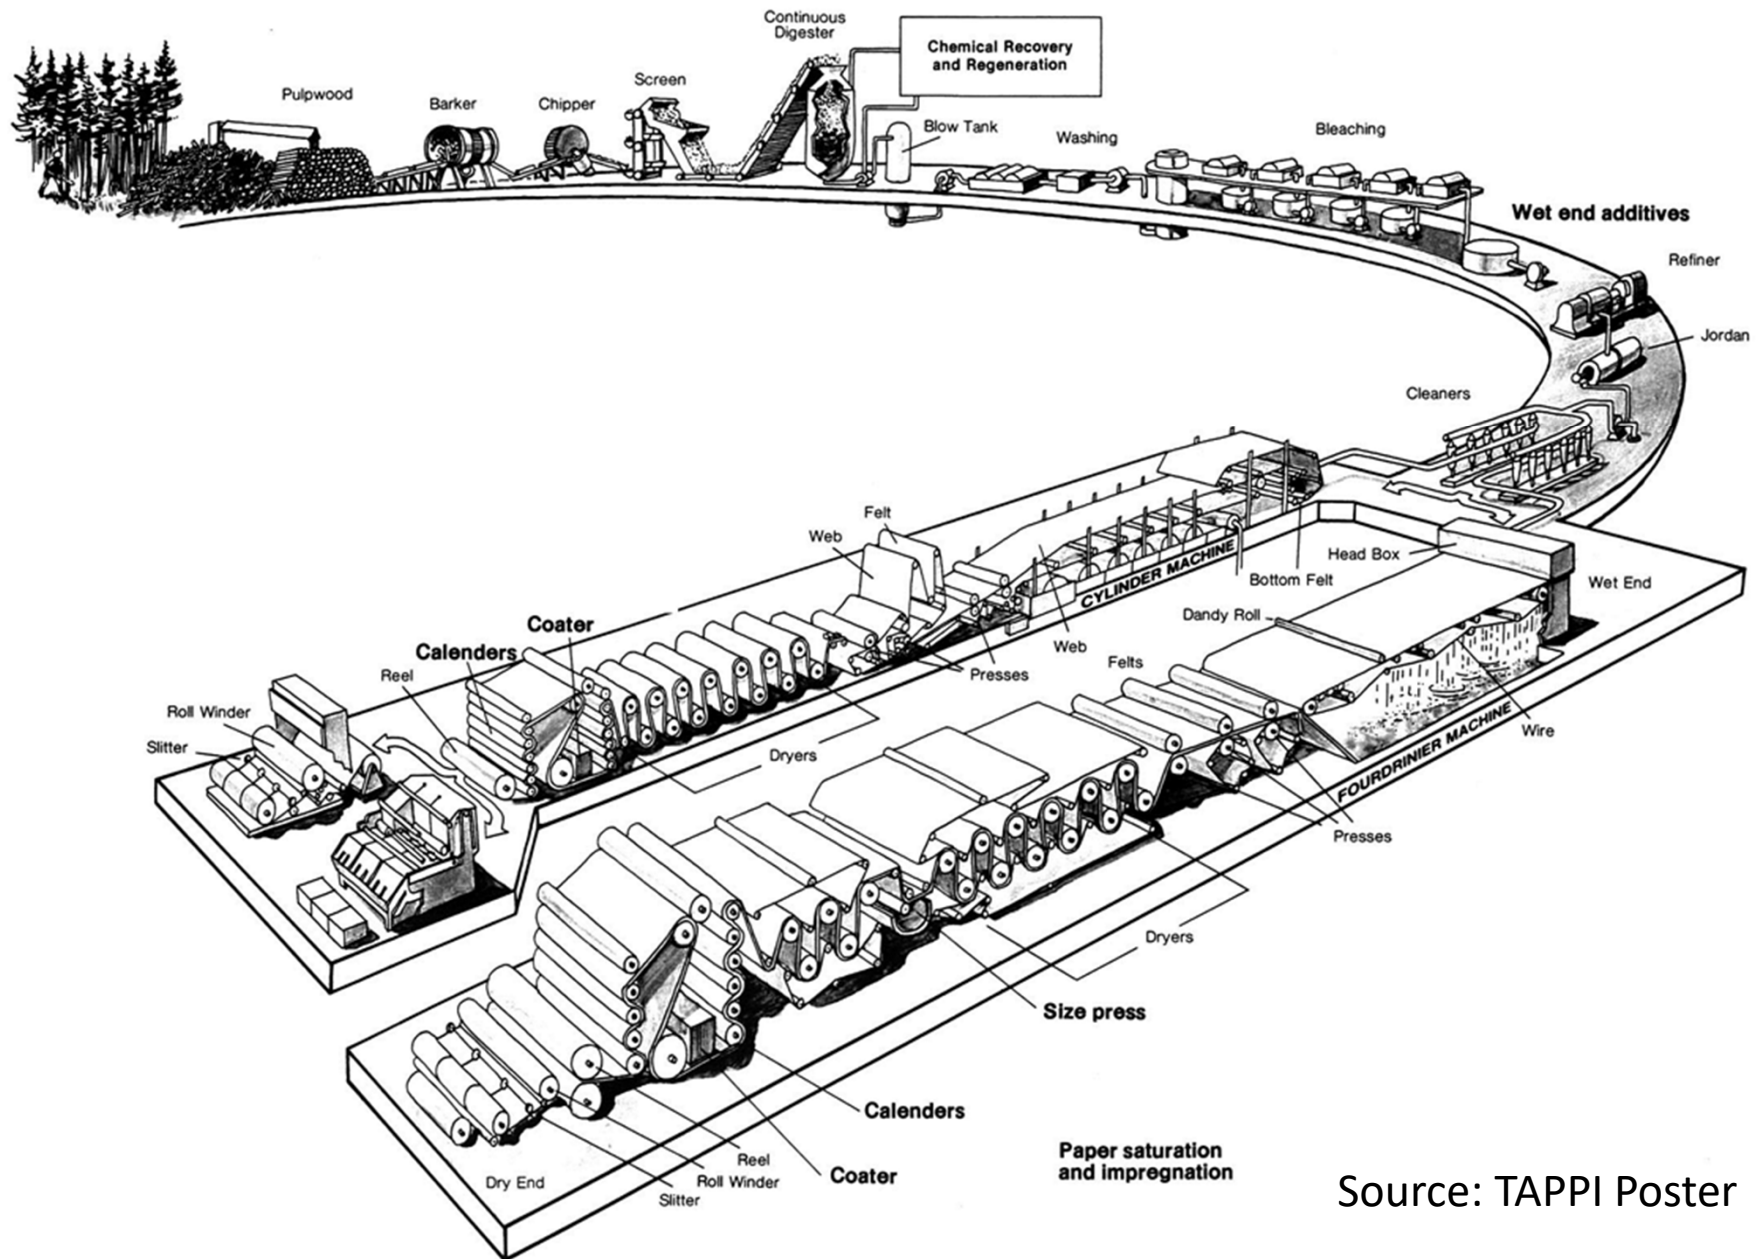 Continuous
Digester
Chemical Recovery
and Regeneration
Screen
Pulpwood
Barker
Chipper
Blow Tank
Washing
Bleaching
Wet end additives
Refiner
Jordan
Cleaners
Felt
Web
CYLINDER MACHINE
Bottom Felt
Head Box
Wet End
Dandy Roll
Web
Coater
Calenders
Reel
Presses
Felts
Roll Winder
Slitter
Dryers
Wire
FOURDRINIER MACHINE
Presses
Dryers
Size press
Calenders
Coater
Reel
Roll Winder
Slitter
Dry End
Paper saturation
and impregnation
Source: TAPPI Poster